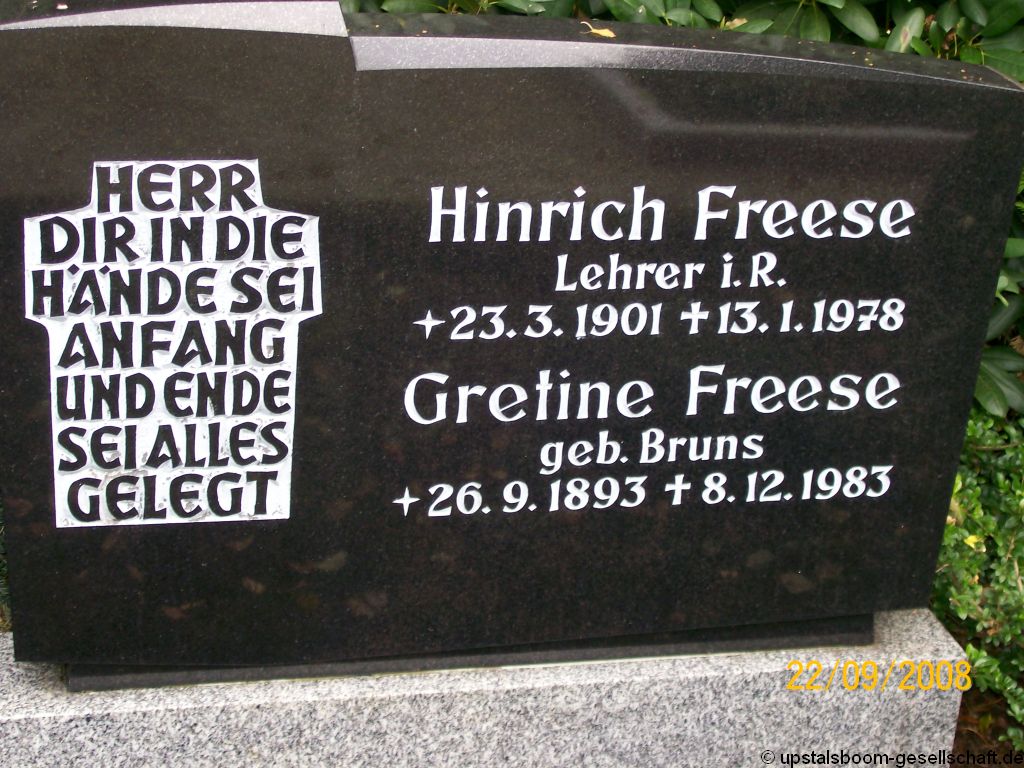 HERR
DIR IN DIE
HÄNDE SEI
ANFANG
UND ENDE
SEI ALLES
GELEGT
Hinrich Freese
Lehrer i. R.
23. 3. 1901 † 13. 1. 1978
Gretine Freese
geb. Bruns
26. 9. 1893 † 8. 12. 1983
22/09/2008
© upstalsboom-gesellschaft.de